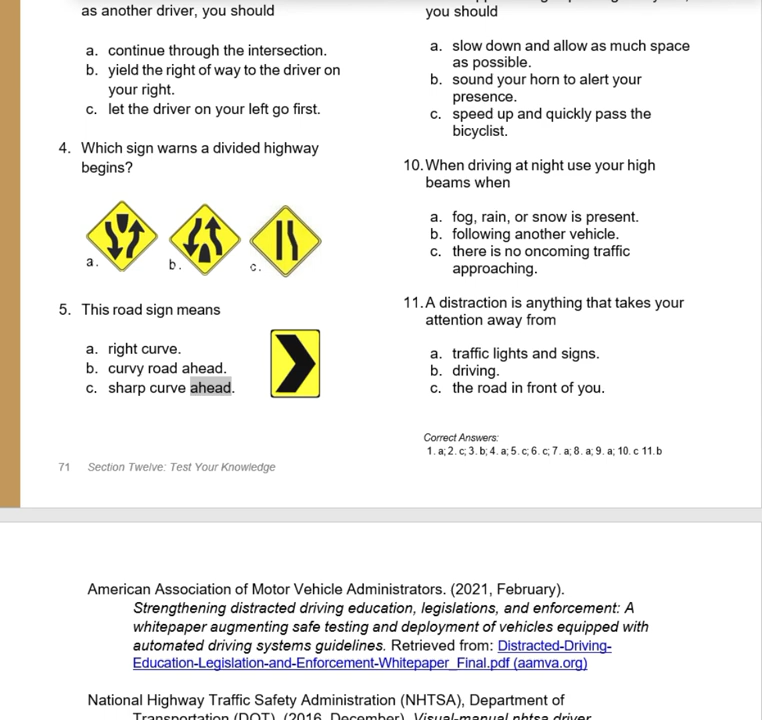 as another driver, you should
a. continue through the intersection.
b. yield the right of way to the driver on
your right.
c. let the driver on your left go first.
4. Which sign warns a divided highway
begins?
a. b. c.
5. This road sign means
a. right curve.
b. curvy road ahead.
c. sharp curve ahead.
you should
a. slow down and allow as much space
as possible.
b. sound your horn to alert your
presence.
c. speed up and quickly pass the
bicyclist.
10. When driving at night use your high
beams when
a. fog, rain, or snow is present.
b. following another vehicle.
c. there is no oncoming traffic
approaching.
11. A distraction is anything that takes your
attention away from
a. traffic lights and signs.
b. driving.
c. the road in front of you.
Correct Answers:
1. a; 2. c; 3. b; 4. a; 5. c; 6. c; 7. a; 8. a; 9. a; 10. c 11. b
71 Section Twelve: Test Your Knowledge
American Association of Motor Vehicle Administrators. (2021, February).
Strengthening distracted driving education, legislations, and enforcement: A
whitepaper augmenting safe testing and deployment of vehicles equipped with
automated driving systems guidelines. Retrieved from: Distracted-Driving-
Education-Legislation-and-Enforcement-Whitepaper_Final.pdf (aamva.org)
National Highway Traffic Safety Administration (NHTSA), Department of
Transportation (DOT). (2016, December). Visual-manual nhtsa driver